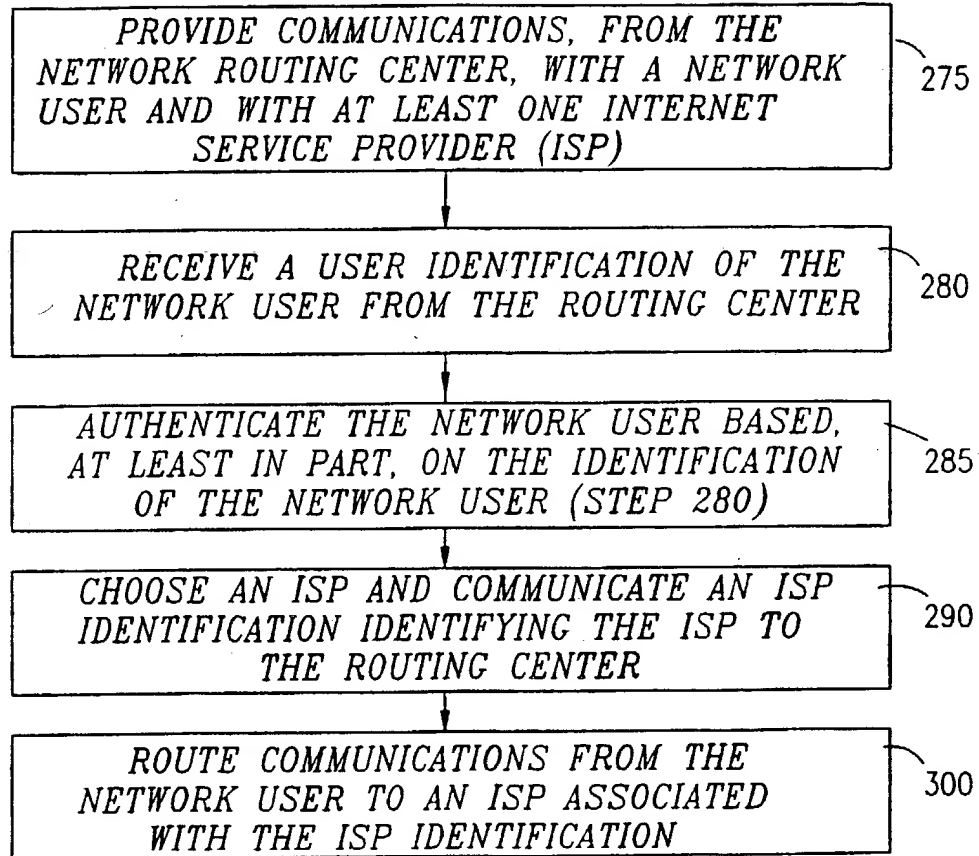 PROVIDE COMMUNICATIONS, FROM THE
NETWORK ROUTING CENTER, WITH A NETWORK
USER AND WITH AT LEAST ONE INTERNET
SERVICE PROVIDER (ISP)
275
RECEIVE A USER IDENTIFICATION OF THE
NETWORK USER FROM THE ROUTING CENTER
280
AUTHENTICATE THE NETWORK USER BASED,
AT LEAST IN PART, ON THE IDENTIFICATION
OF THE NETWORK USER (STEP 280)
285
CHOOSE AN ISP AND COMMUNICATE AN ISP
IDENTIFICATION IDENTIFYING THE ISP TO
THE ROUTING CENTER
290
ROUTE COMMUNICATIONS FROM THE
NETWORK USER TO AN ISP ASSOCIATED
WITH THE ISP IDENTIFICATION
300